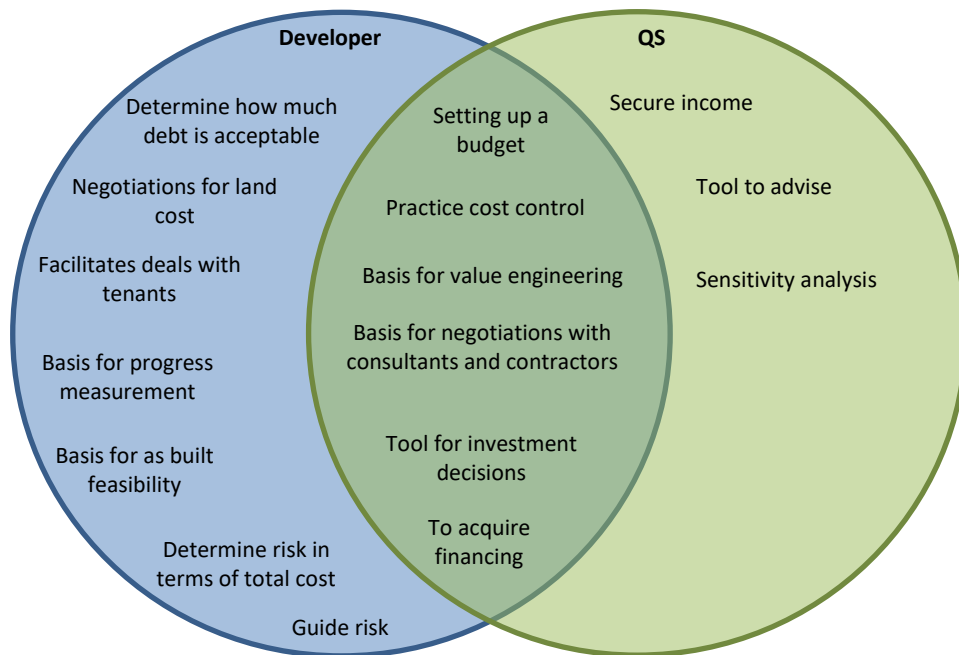 Developer
Determine how much
debt is acceptable
Negotiations for land
cost
Facilitates deals with
tenants
Basis for progress
measurement
Basis for as built
feasibility
Determine risk in
terms of total cost
Guide risk
Setting up a
budget
Practice cost control
Basis for value engineering
Basis for negotiations with
consultants and contractors
Tool for investment
decisions
To acquire
financing
QS
Secure income
Tool to advise
Sensitivity analysis